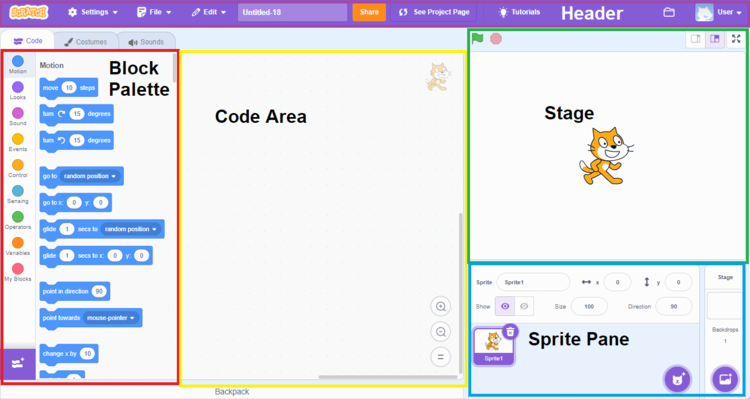 SCRATCH Settings File Edit Untitled-18 Share See Project Page Tutorials Header User
Code Costumes Sounds
Motion Motion Block
Palette
Looks move 10 steps
Sound turn 15 degrees
Events turn 15 degrees
Control go to random position
Sensing go to x: 0 y: 0
Operators glide 1 secs to random position
Variables glide 1 secs to x: 0 y: 0
My Blocks point in direction 90
point towards mouse-pointer
change x by 10
Code Area
Backpack
Stage
Sprite Sprite1 x 0 y 0
Show Size 100 Direction 90
Sprite1
Sprite Pane
Stage
Backdrops
1